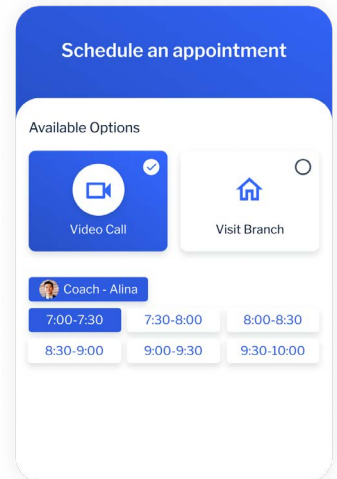 Schedule an appointment
Available Options
Video Call
Visit Branch
Coach - Alina
7:00-7:30 7:30-8:00 8:00-8:30
8:30-9:00 9:00-9:30 9:30-10:00